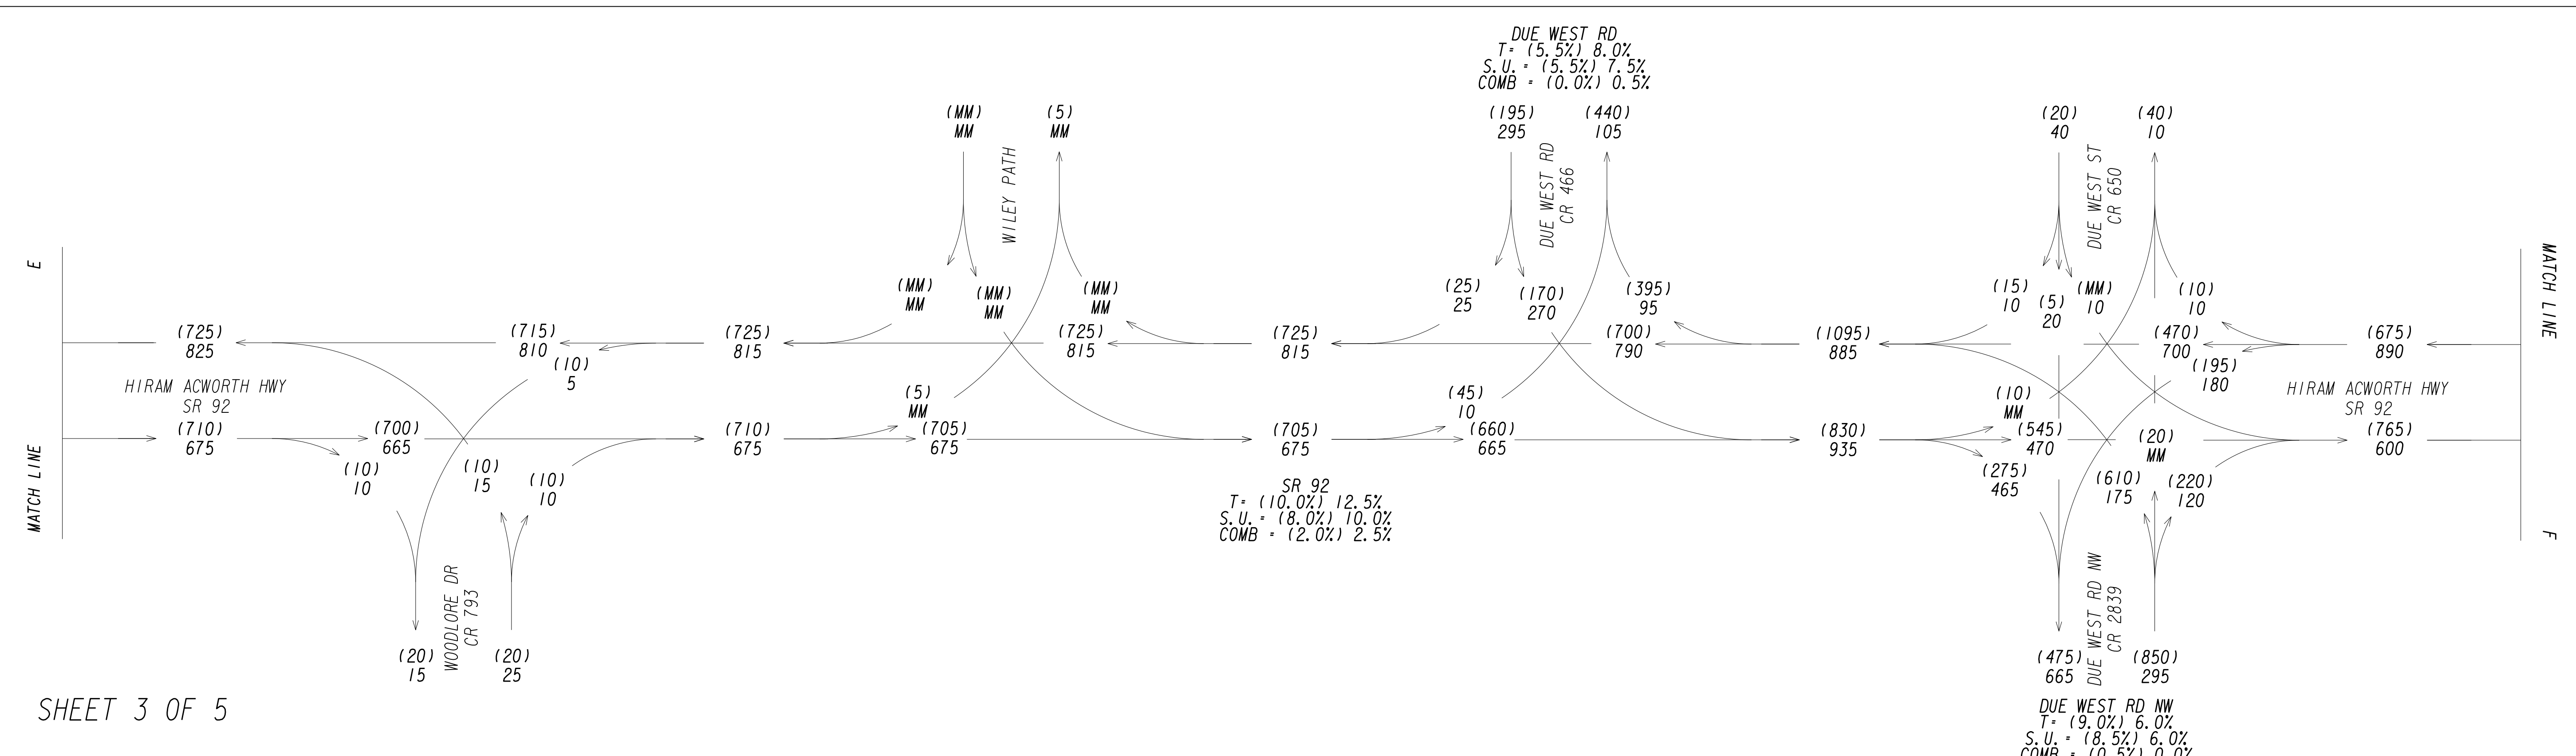 DUE WEST RD
T= (5.5%) 8.0%
S.U.= (5.5%) 7.5%
COMB = (0.0%) 0.5%
(MM)
MM
(5)
MM
(195)
295
(440)
105
(20)
40
(40)
10
WILEY PATH
DUE WEST RD
CR 466
DUE WEST ST
CR 650
E
MATCH LINE
(MM)
MM
(MM)
MM
(MM)
MM
(25)
25
(170)
270
(395)
95
(15)
10
(5)
20
(MM)
10
(10)
10
(725)
825
(715)
810
(10)
5
(725)
815
(725)
815
(725)
815
(700)
790
(1095)
885
(470)
700
(195)
180
(675)
890
HIRAM ACWORTH HWY
SR 92
HIRAM ACWORTH HWY
SR 92
(710)
675
(700)
665
(710)
675
(5)
MM
(705)
675
(705)
675
(45)
10
(660)
665
(830)
935
(10)
MM
(545)
470
(20)
MM
(765)
600
MATCH LINE
(10)
10
(10)
15
(10)
10
(275)
465
(610)
175
(220)
120
F
SR 92
T= (10.0%) 12.5%
S.U.= (8.0%) 10.0%
COMB = (2.0%) 2.5%
WOODLORE DR
CR 793
DUE WEST RD NW
CR 2839
(20)
15
(20)
25
(475)
665
(850)
295
SHEET 3 OF 5
DUE WEST RD NW
T= (9.0%) 6.0%
S.U.= (8.5%) 6.0%
COMB = (0.5%) 0.0%